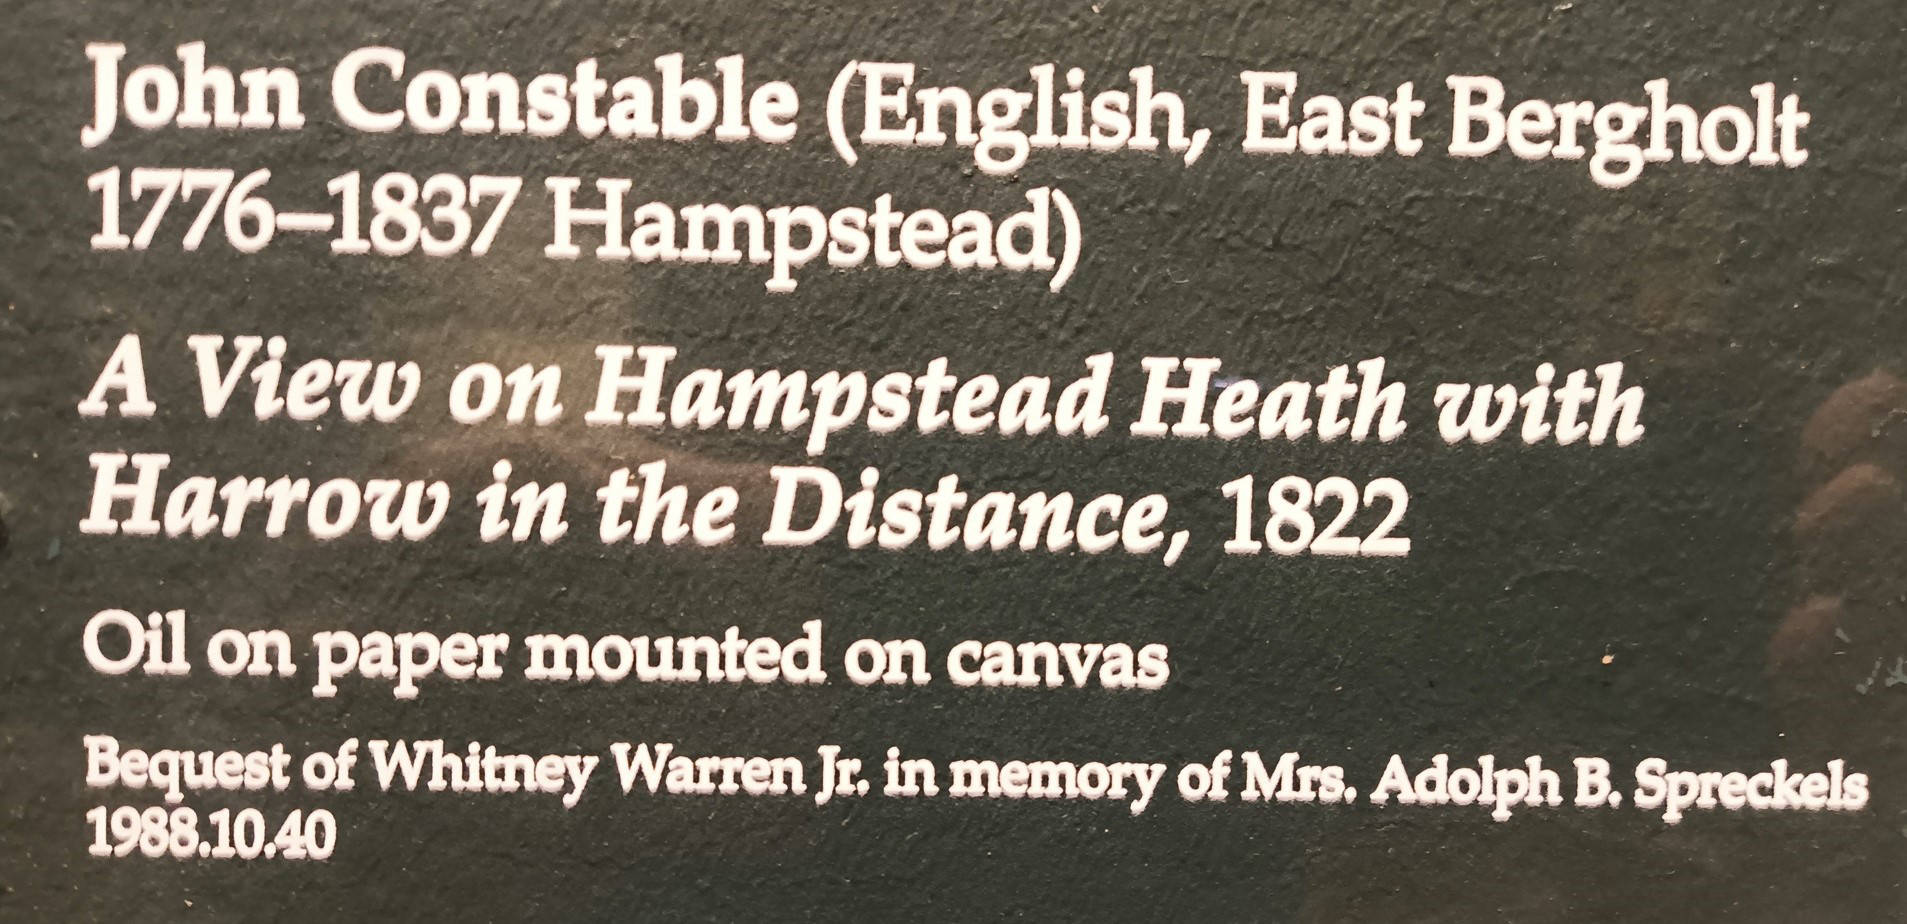 John Constable (English, East Bergholt
1776–1837 Hampstead)
A View on Hampstead Heath with
Harrow in the Distance, 1822
Oil on paper mounted on canvas
Bequest of Whitney Warren Jr. in memory of Mrs. Adolph B. Spreckels
1988.10.40